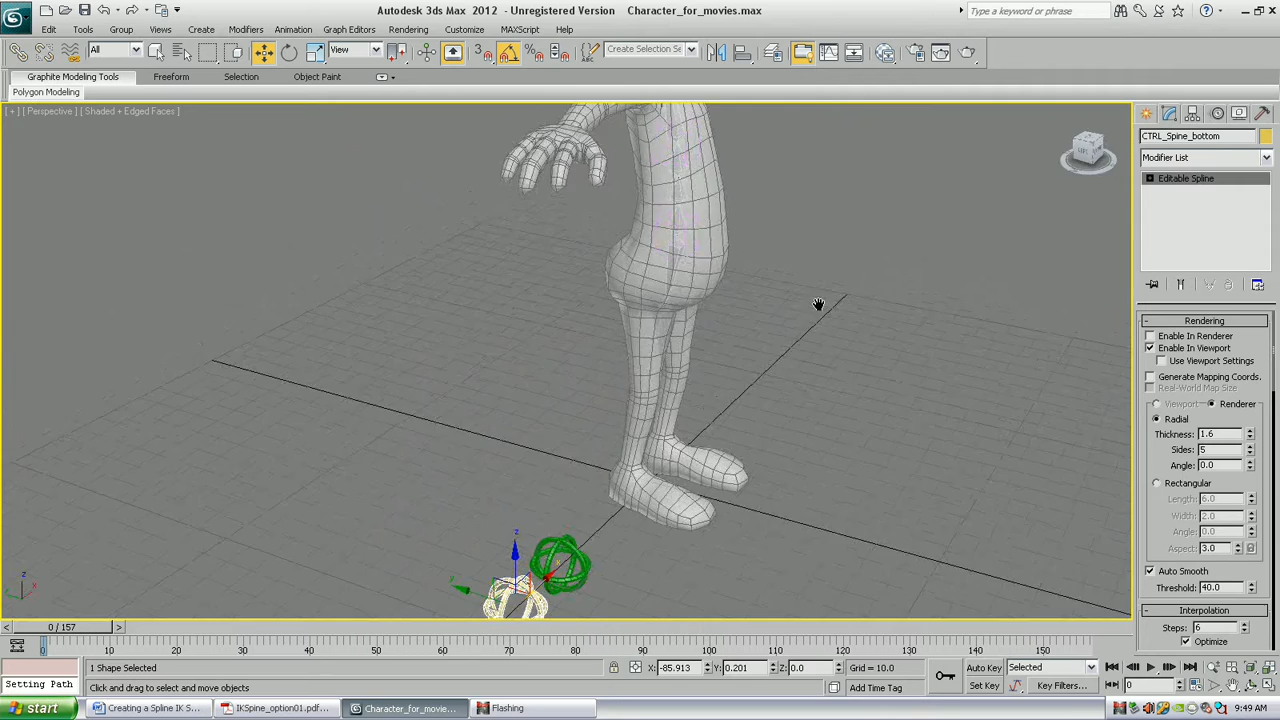 Autodesk 3ds Max 2012 - Unregistered Version Character_for_movies.max
Type a keyword or phrase
Edit Tools Group Views Create Modifiers Animation Graph Editors Rendering Customize MAXScript Help
All View Create Selection Se
Graphite Modeling Tools Freeform Selection Object Paint
Polygon Modeling
[ + ] [ Perspective ] [ Shaded + Edged Faces ]
CTRL_Spine_bottom
Modifier List
Editable Spline
Rendering
Enable In Renderer
Enable In Viewport
Use Viewport Settings
Generate Mapping Coords.
Real-World Map Size
Viewport Renderer
Radial
Thickness: 1.6
Sides: 5
Angle: 0.0
Rectangular
Length: 6.0
Width: 2.0
Angle: 0.0
Aspect: 3.0
Auto Smooth
Threshold: 40.0
Interpolation
Steps: 6
Optimize
z
y
z
x
0 / 157
0 10 20 30 40 50 60 70 80 90 100 110 120 130 140 150
1 Shape Selected X: -85.913 Y: 0.201 Z: 0.0 Grid = 10.0 Auto Key Selected
Setting Path Click and drag to select and move objects Add Time Tag Set Key Key Filters... 0
start Creating a Spline IK S... IKSpine_option01.pdf... Character_for_movie... Flashing 9:49 AM